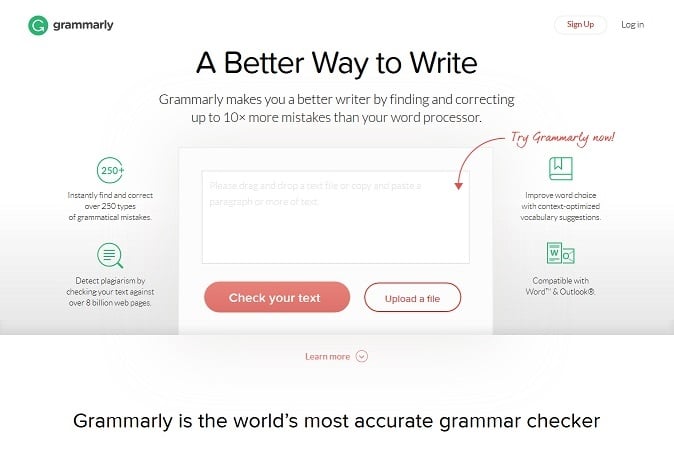 grammarly
Sign Up
Log in
A Better Way to Write
Grammarly makes you a better writer by finding and correcting
up to 10× more mistakes than your word processor.
Try Grammarly now!
250+
Instantly find and correct
over 250 types
of grammatical mistakes.
Please drag and drop a text file or copy and paste a
paragraph or more of text
Improve word choice
with context-optimized
vocabulary suggestions.
Detect plagiarism by
checking your text against
over 8 billion web pages.
Check your text
Upload a file
W
Compatible with
Word™ & Outlook®.
Learn more
Grammarly is the world's most accurate grammar checker